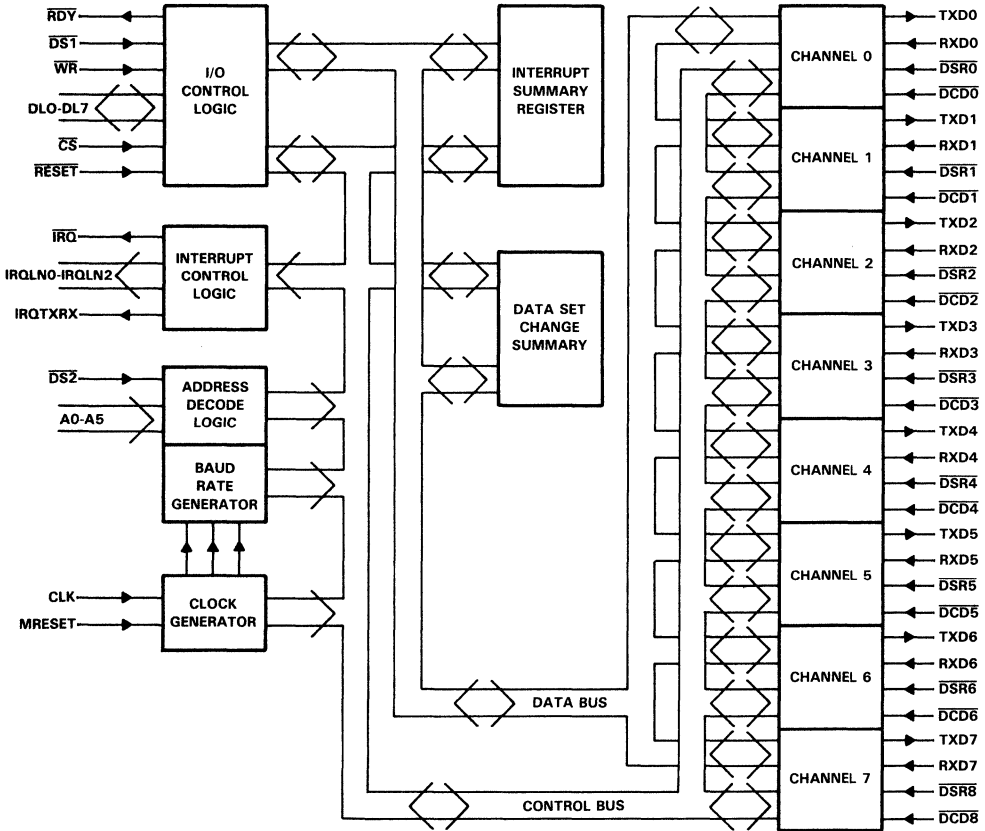 RDY
DS1
WR
DL0-DL7
CS
RESET
I/O
CONTROL
LOGIC
INTERRUPT
SUMMARY
REGISTER
IRQ
IRQLN0-IRQLN2
IRQTXRX
INTERRUPT
CONTROL
LOGIC
DATA SET
CHANGE
SUMMARY
DS2
A0-A5
ADDRESS
DECODE
LOGIC
BAUD
RATE
GENERATOR
CLK
MRESET
CLOCK
GENERATOR
DATA BUS
CONTROL BUS
CHANNEL 0
TXD0
RXD0
DSR0
DCD0
CHANNEL 1
TXD1
RXD1
DSR1
DCD1
CHANNEL 2
TXD2
RXD2
DSR2
DCD2
CHANNEL 3
TXD3
RXD3
DSR3
DCD3
CHANNEL 4
TXD4
RXD4
DSR4
DCD4
CHANNEL 5
TXD5
RXD5
DSR5
DCD5
CHANNEL 6
TXD6
RXD6
DSR6
DCD6
CHANNEL 7
TXD7
RXD7
DSR8
DCD8